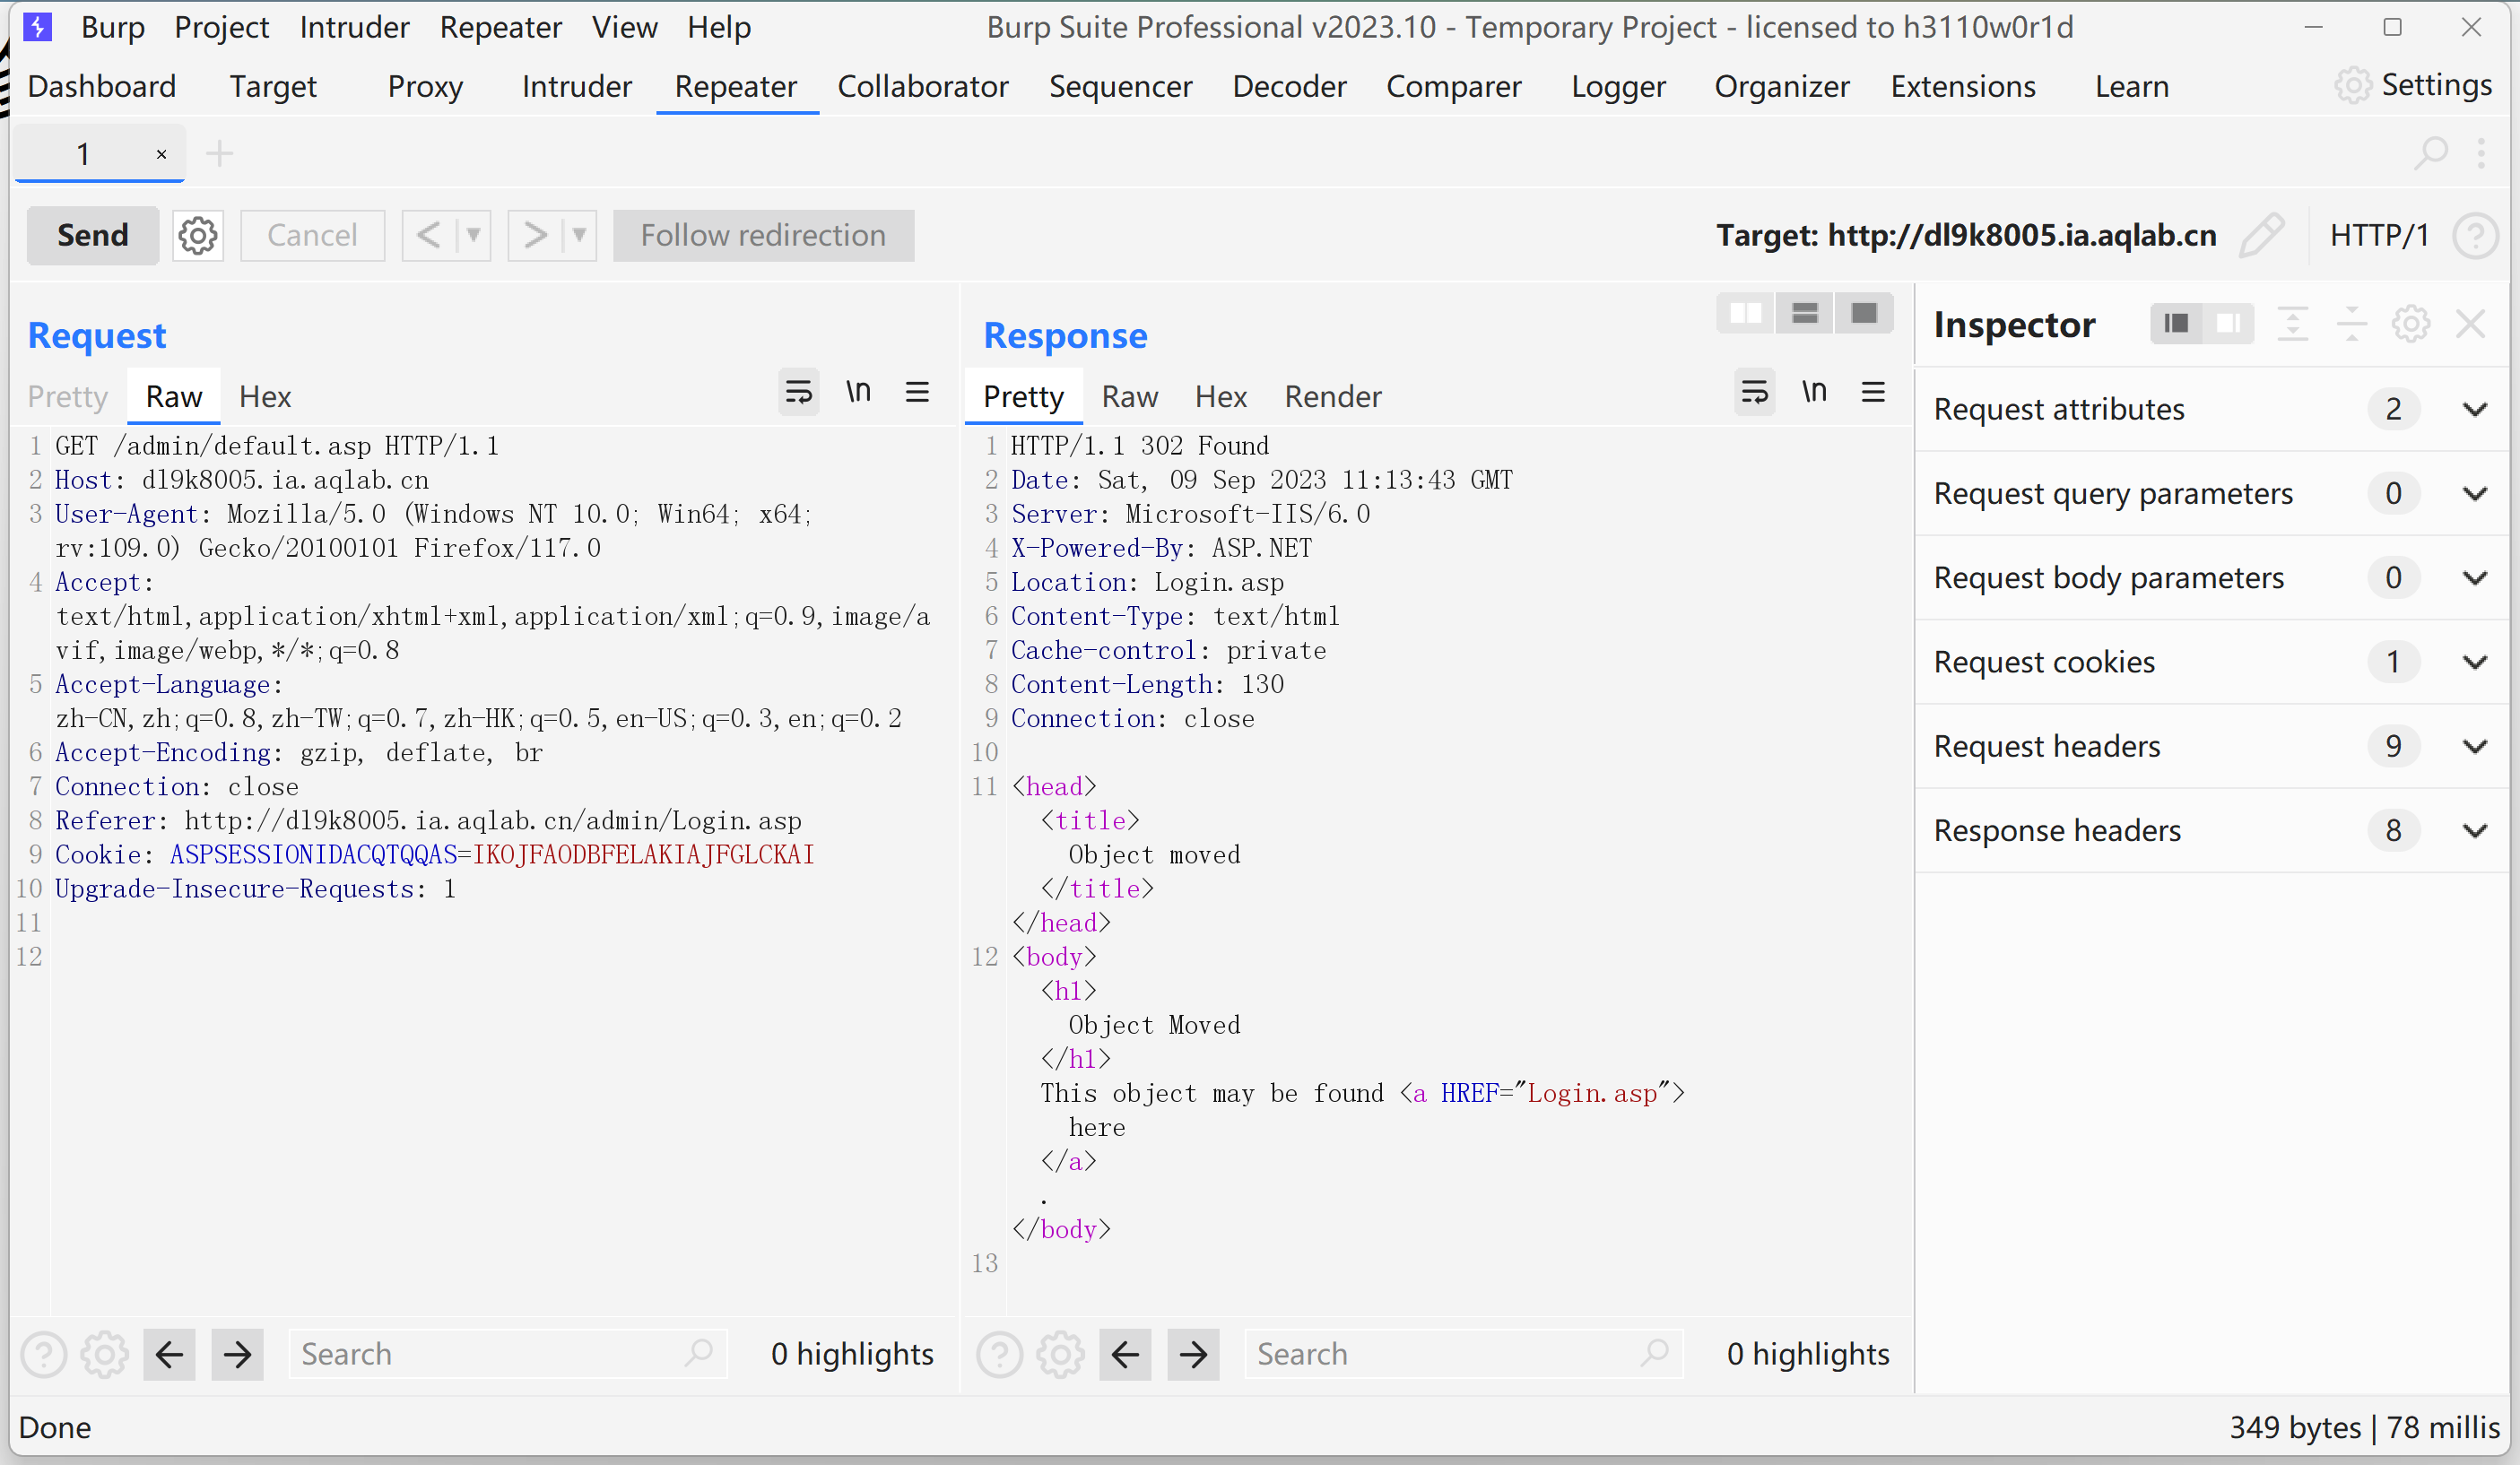 Burp Project Intruder Repeater View Help Burp Suite Professional v2023.10 - Temporary Project - licensed to h3110w0r1d
Dashboard Target Proxy Intruder Repeater Collaborator Sequencer Decoder Comparer Logger Organizer Extensions Learn Settings
1 × +
Send Cancel < > Follow redirection Target: http://dl9k8005.ia.aqlab.cn HTTP/1 ?
Request
Pretty Raw Hex \n
1 GET /admin/default.asp HTTP/1.1
2 Host: dl9k8005.ia.aqlab.cn
3 User-Agent: Mozilla/5.0 (Windows NT 10.0; Win64; x64;
rv:109.0) Gecko/20100101 Firefox/117.0
4 Accept:
text/html,application/xhtml+xml,application/xml;q=0.9,image/a
vif,image/webp,*/*;q=0.8
5 Accept-Language:
zh-CN,zh;q=0.8,zh-TW;q=0.7,zh-HK;q=0.5,en-US;q=0.3,en;q=0.2
6 Accept-Encoding: gzip, deflate, br
7 Connection: close
8 Referer: http://dl9k8005.ia.aqlab.cn/admin/Login.asp
9 Cookie: ASPSESSIONIDACQTQQAS=IKOJFAODBFELAKIAJFGLCKAI
10 Upgrade-Insecure-Requests: 1
11
12
? Search 0 highlights
Response
Pretty Raw Hex Render \n
1 HTTP/1.1 302 Found
2 Date: Sat, 09 Sep 2023 11:13:43 GMT
3 Server: Microsoft-IIS/6.0
4 X-Powered-By: ASP.NET
5 Location: Login.asp
6 Content-Type: text/html
7 Cache-control: private
8 Content-Length: 130
9 Connection: close
10
11 <head>
<title>
Object moved
</title>
</head>
12 <body>
<h1>
Object Moved
</h1>
This object may be found <a HREF="Login.asp">
here
</a>
.
</body>
13
? Search 0 highlights
Inspector
Request attributes 2
Request query parameters 0
Request body parameters 0
Request cookies 1
Request headers 9
Response headers 8
Done 349 bytes | 78 millis